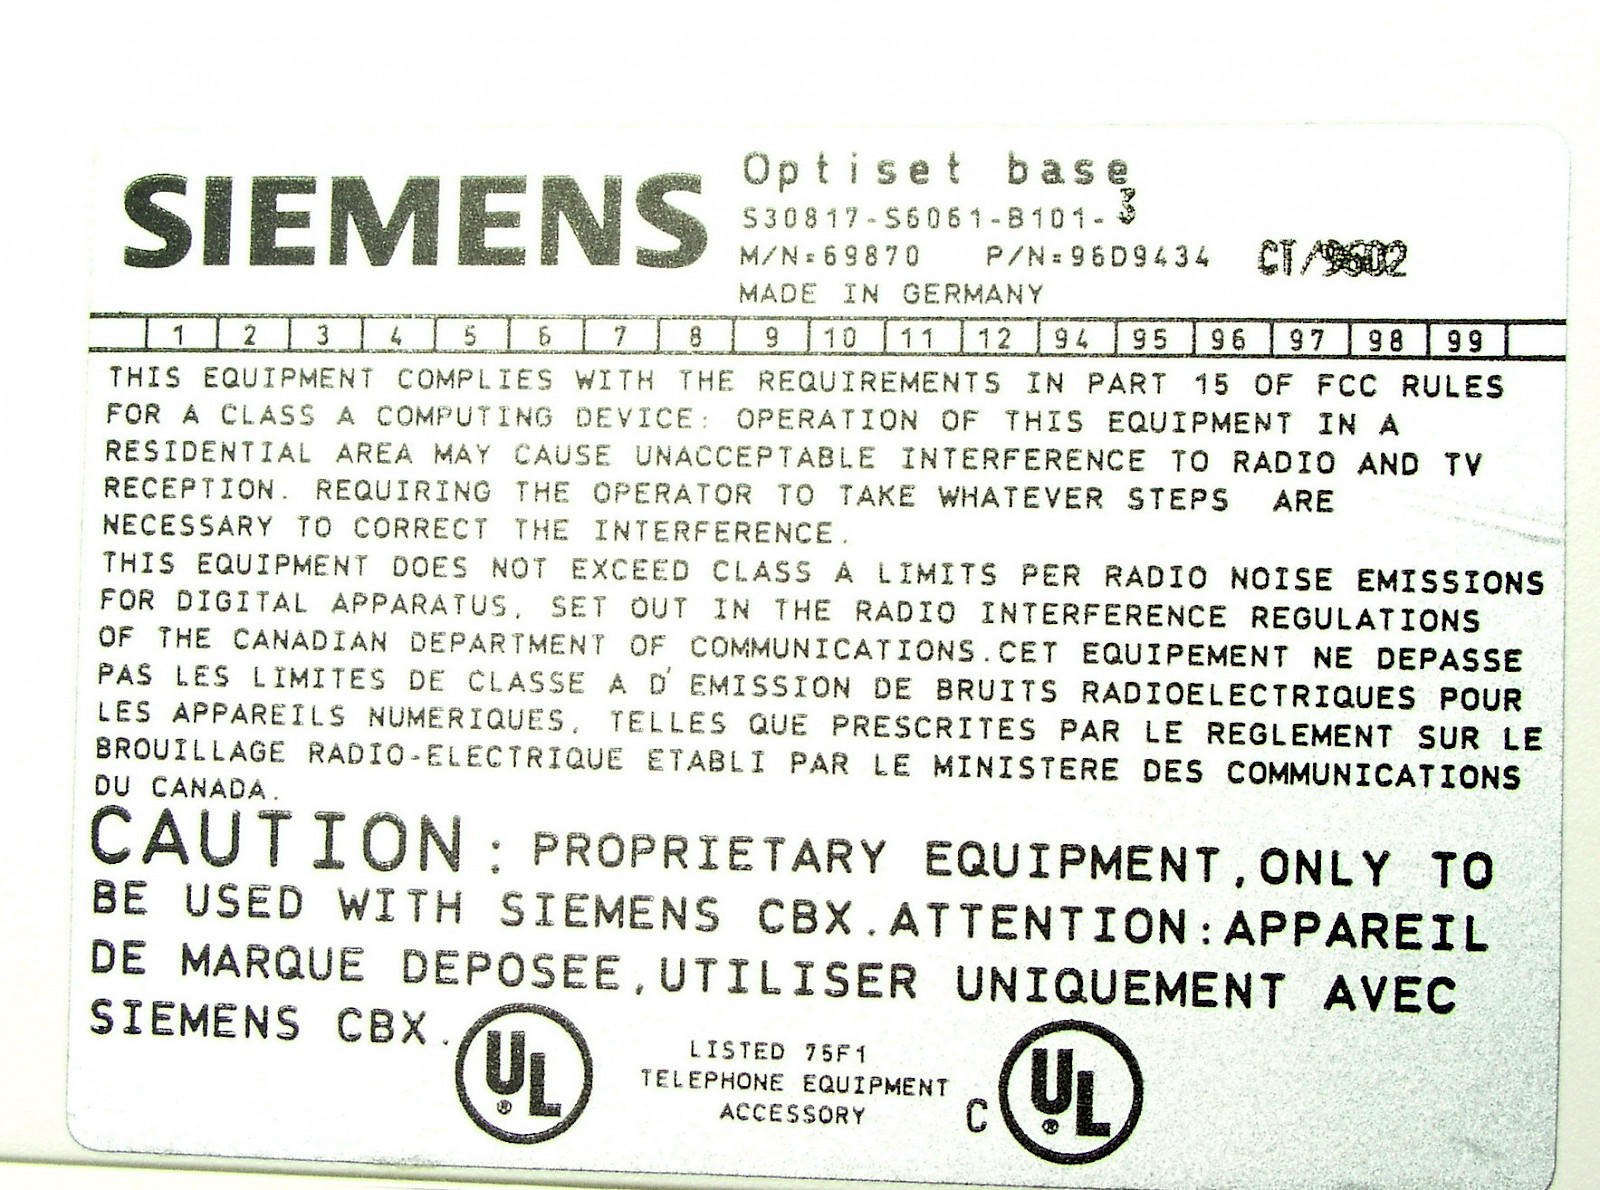 SIEMENS
Optiset base
S30817-S6061-B101-3
M/N:69870 P/N:96D9434
MADE IN GERMANY
1 2 3 4 5 6 7 8 9 10 11 12 94 95 96 97 98 99
THIS EQUIPMENT COMPLIES WITH THE REQUIREMENTS IN PART 15 OF FCC RULES
FOR A CLASS A COMPUTING DEVICE: OPERATION OF THIS EQUIPMENT IN A
RESIDENTIAL AREA MAY CAUSE UNACCEPTABLE INTERFERENCE TO RADIO AND TV
RECEPTION. REQUIRING THE OPERATOR TO TAKE WHATEVER STEPS ARE
NECESSARY TO CORRECT THE INTERFERENCE.
THIS EQUIPMENT DOES NOT EXCEED CLASS A LIMITS PER RADIO NOISE EMISSIONS
FOR DIGITAL APPARATUS, SET OUT IN THE RADIO INTERFERENCE REGULATIONS
OF THE CANADIAN DEPARTMENT OF COMMUNICATIONS.CET EQUIPEMENT NE DEPASSE
PAS LES LIMITES DE CLASSE A D'EMISSION DE BRUITS RADIOELECTRIQUES POUR
LES APPAREILS NUMERIQUES, TELLES QUE PRESCRITES PAR LE REGLEMENT SUR LE
BROUILLAGE RADIO-ELECTRIQUE ETABLI PAR LE MINISTERE DES COMMUNICATIONS
DU CANADA.
CAUTION: PROPRIETARY EQUIPMENT,ONLY TO
BE USED WITH SIEMENS CBX.ATTENTION:APPAREIL
DE MARQUE DEPOSEE,UTILISER UNIQUEMENT AVEC
SIEMENS CBX.
UL ®
LISTED 75F1
TELEPHONE EQUIPMENT
ACCESSORY
C UL ®